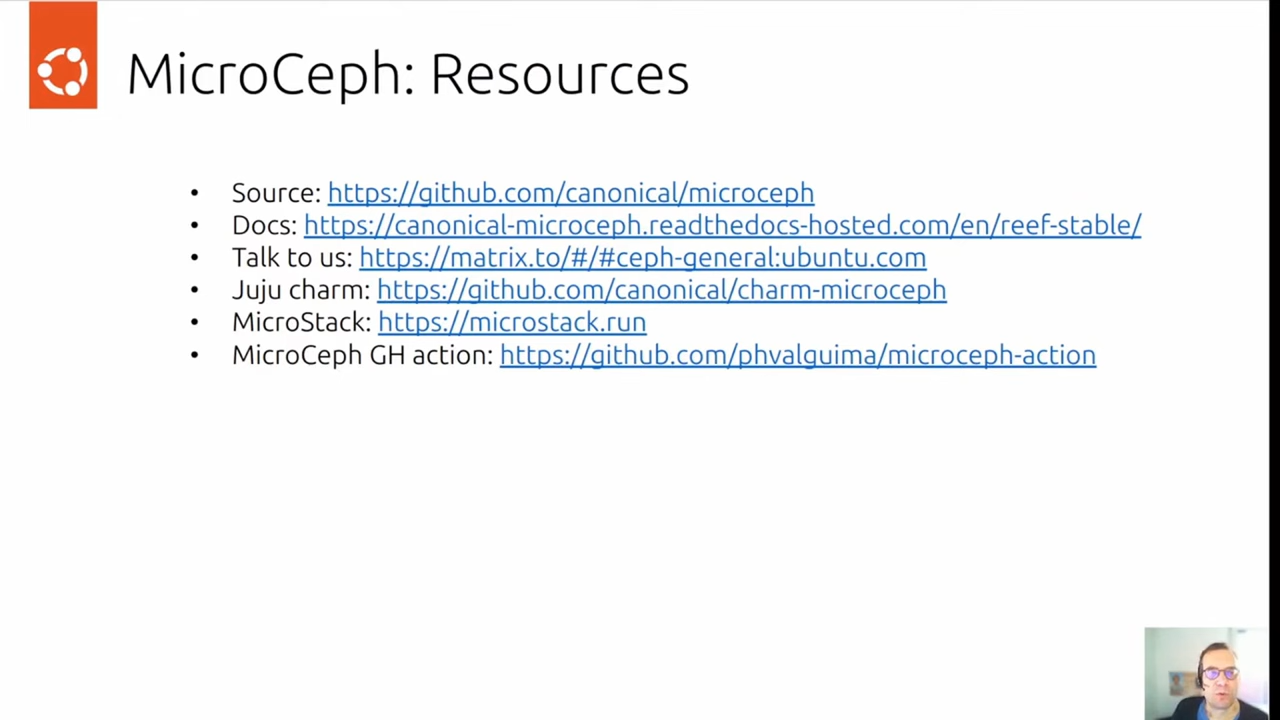 MicroCeph: Resources
• Source: https://github.com/canonical/microceph
• Docs: https://canonical-microceph.readthedocs-hosted.com/en/reef-stable/
• Talk to us: https://matrix.to/#/#ceph-general:ubuntu.com
• Juju charm: https://github.com/canonical/charm-microceph
• MicroStack: https://microstack.run
• MicroCeph GH action: https://github.com/phvalguima/microceph-action